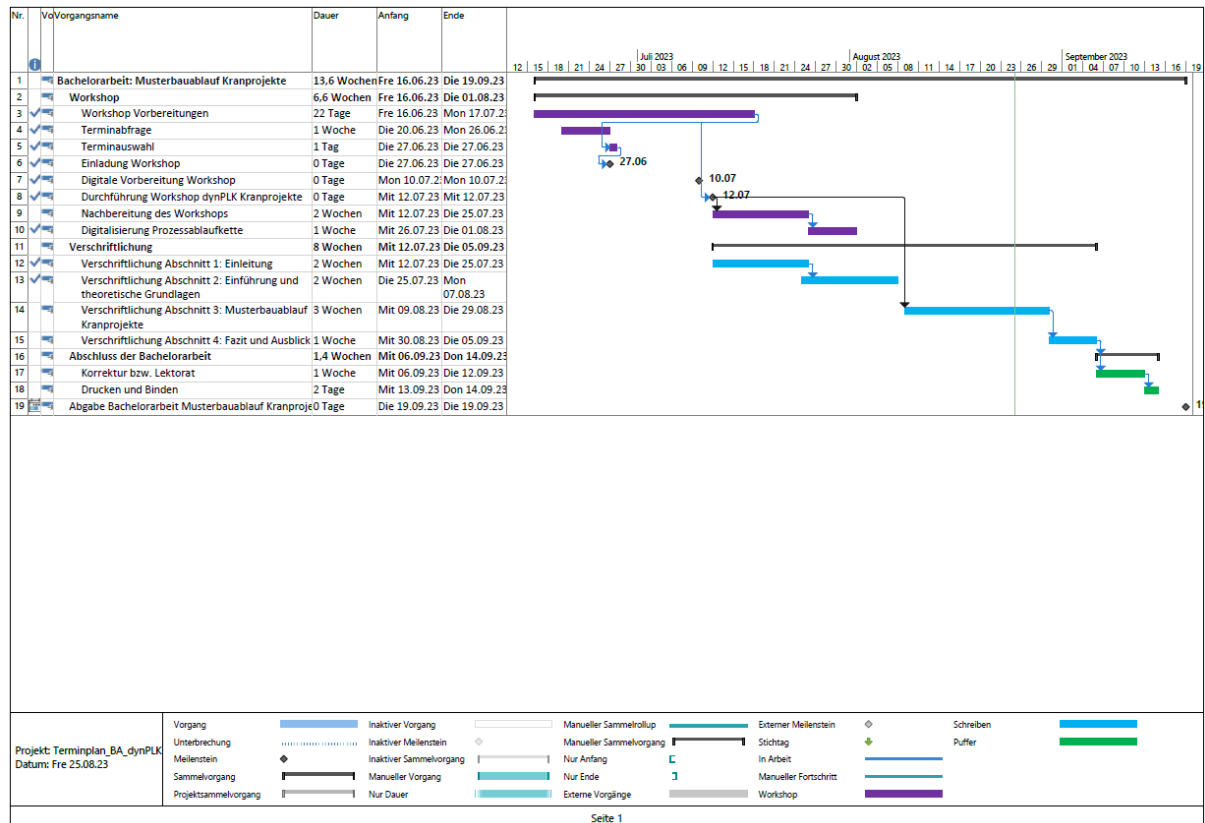 Nr. Vo Vorgangsname Dauer Anfang Ende
Juli 2023 August 2023 September 2023
12 15 18 21 24 27 30 03 06 09 12 15 18 21 24 27 30 02 05 08 11 14 17 20 23 26 29 01 04 07 10 13 16 19
1 Bachelorarbeit: Musterbauablauf Kranprojekte 13,6 Wochen Fre 16.06.23 Die 19.09.23
2 Workshop 6,6 Wochen Fre 16.06.23 Die 01.08.23
3 Workshop Vorbereitungen 22 Tage Fre 16.06.23 Mon 17.07.23
4 Terminabfrage 1 Woche Die 20.06.23 Mon 26.06.23
5 Terminauswahl 1 Tag Die 27.06.23 Die 27.06.23
6 Einladung Workshop 0 Tage Die 27.06.23 Die 27.06.23 27.06
7 Digitale Vorbereitung Workshop 0 Tage Mon 10.07.2 Mon 10.07.2 10.07
8 Durchführung Workshop dynPLK Kranprojekte 0 Tage Mit 12.07.23 Mit 12.07.23 12.07
9 Nachbereitung des Workshops 2 Wochen Mit 12.07.23 Die 25.07.23
10 Digitalisierung Prozessablaufkette 1 Woche Mit 26.07.23 Die 01.08.23
11 Verschriftlichung 8 Wochen Mit 12.07.23 Die 05.09.23
12 Verschriftlichung Abschnitt 1: Einleitung 2 Wochen Mit 12.07.23 Die 25.07.23
13 Verschriftlichung Abschnitt 2: Einführung und 2 Wochen Die 25.07.23 Mon
theoretische Grundlagen 07.08.23
14 Verschriftlichung Abschnitt 3: Musterbauablauf 3 Wochen Mit 09.08.23 Die 29.08.23
Kranprojekte
15 Verschriftlichung Abschnitt 4: Fazit und Ausblick 1 Woche Mit 30.08.23 Die 05.09.23
16 Abschluss der Bachelorarbeit 1,4 Wochen Mit 06.09.23 Don 14.09.23
17 Korrektur bzw. Lektorat 1 Woche Mit 06.09.23 Die 12.09.23
18 Drucken und Binden 2 Tage Mit 13.09.23 Don 14.09.23
19 Abgabe Bachelorarbeit Musterbauablauf Kranproje 0 Tage Die 19.09.23 Die 19.09.23
Projekt: Terminplan_BA_dynPLK
Datum: Fre 25.08.23
Vorgang Inaktiver Vorgang Manueller Sammelrollup Externer Meilenstein Schreiben
Unterbrechung Inaktiver Meilenstein Manueller Sammelvorgang Stichtag Puffer
Meilenstein Inaktiver Sammelvorgang Nur Anfang In Arbeit
Sammelvorgang Manueller Vorgang Nur Ende Manueller Fortschritt
Projektsammelvorgang Nur Dauer Externe Vorgänge Workshop
Seite 1